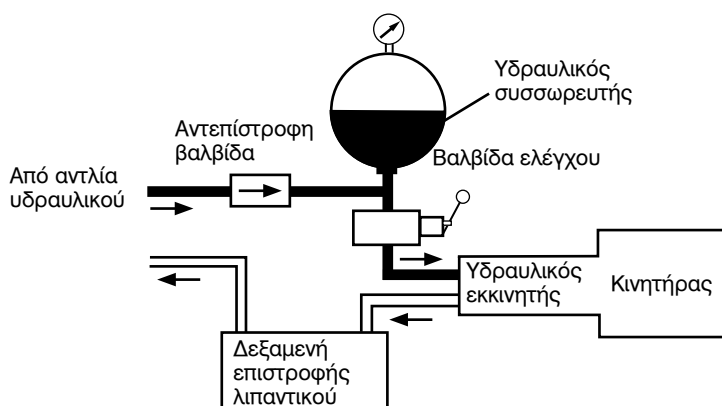 Υδραυλικός
συσσωρευτής
Αντεπίστροφη
βαλβίδα
Βαλβίδα ελέγχου
Από αντλία
υδραυλικού
Υδραυλικός
εκκινητής
Κινητήρας
Δεξαμενή
επιστροφής
λιπαντικού